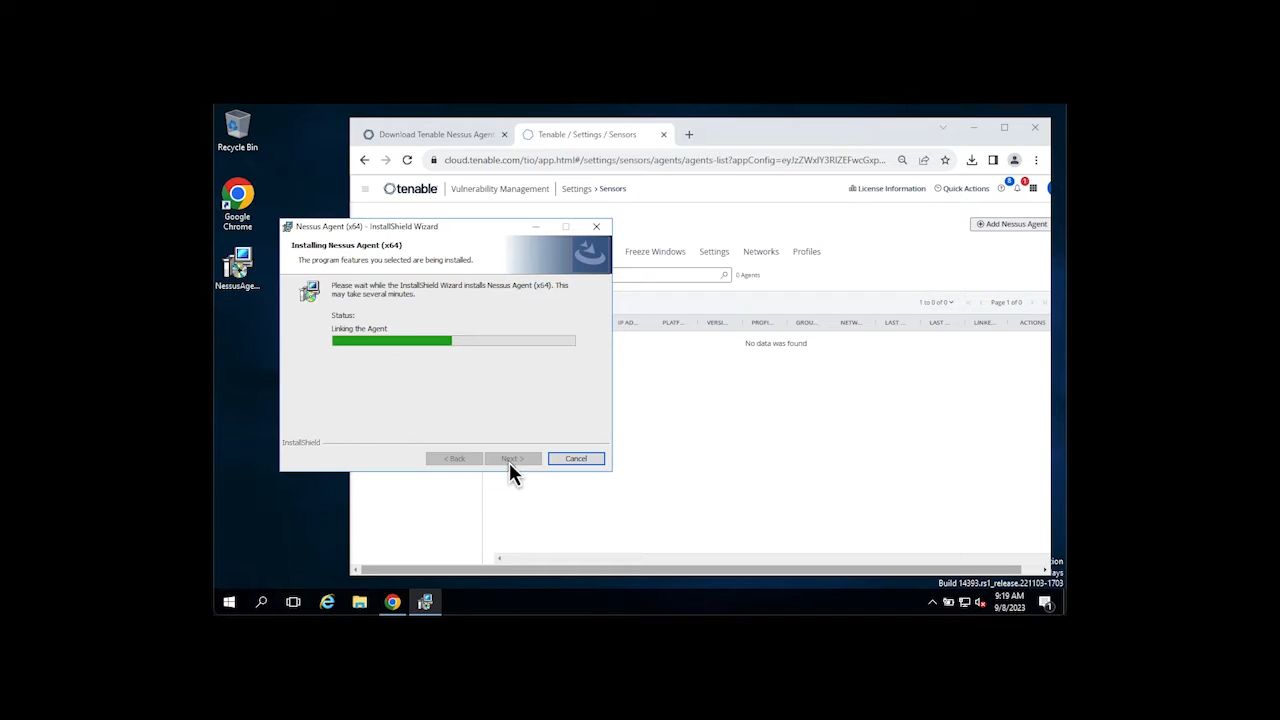 Recycle Bin
Google
Chrome
NessusAge...
Download Tenable Nessus Agent
Tenable / Settings / Sensors
cloud.tenable.com/tio/app.html#/settings/sensors/agents/agents-list?appConfig=eyJzZWxlY3RlZEFwcGxp...
tenable Vulnerability Management Settings > Sensors License Information Quick Actions 8 1
Add Nessus Agent
Freeze Windows Settings Networks Profiles
0 Agents
1 to 0 of 0 Page 1 of 0
IP AD... PLATF... VERSI... PROFI... GROU... NETW... LAST ... LAST ... LINKE... ACTIONS
No data was found
Nessus Agent (x64) - InstallShield Wizard
Installing Nessus Agent (x64)
The program features you selected are being installed.
Please wait while the InstallShield Wizard installs Nessus Agent (x64). This
may take several minutes.
Status:
Linking the Agent
InstallShield
< Back Next > Cancel
tion
ays
Build 14393.rs1_release.221103-1703
9:19 AM
9/8/2023
1